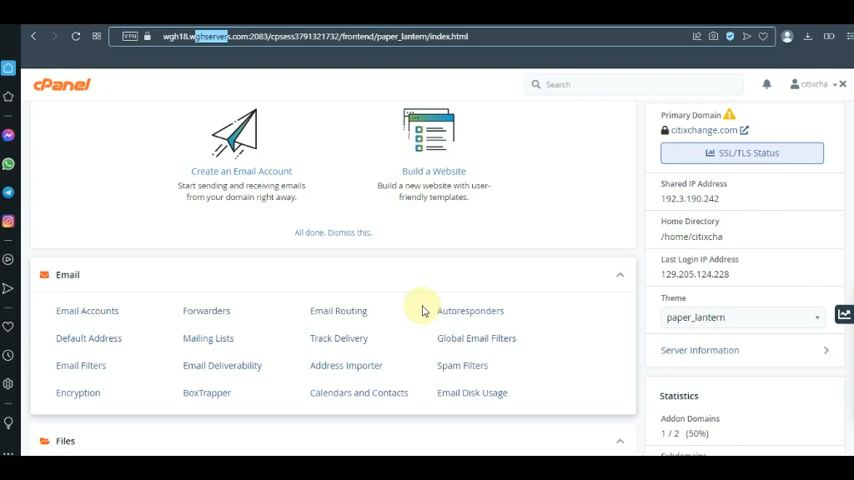 VPN wgh18.wghservers.com:2083/cpsess3791321732/frontend/paper_lantern/index.html
cPanel
Search
citixcha
Create an Email Account
Start sending and receiving emails
from your domain right away.
Build a Website
Build a new website with user-
friendly templates.
All done. Dismiss this.
Email
Email Accounts
Forwarders
Email Routing
Autoresponders
Default Address
Mailing Lists
Track Delivery
Global Email Filters
Email Filters
Email Deliverability
Address Importer
Spam Filters
Encryption
BoxTrapper
Calendars and Contacts
Email Disk Usage
Files
Primary Domain
citixchange.com
SSL/TLS Status
Shared IP Address
192.3.190.242
Home Directory
/home/citixcha
Last Login IP Address
129.205.124.228
Theme
paper_lantern
Server Information
Statistics
Addon Domains
1 / 2 (50%)